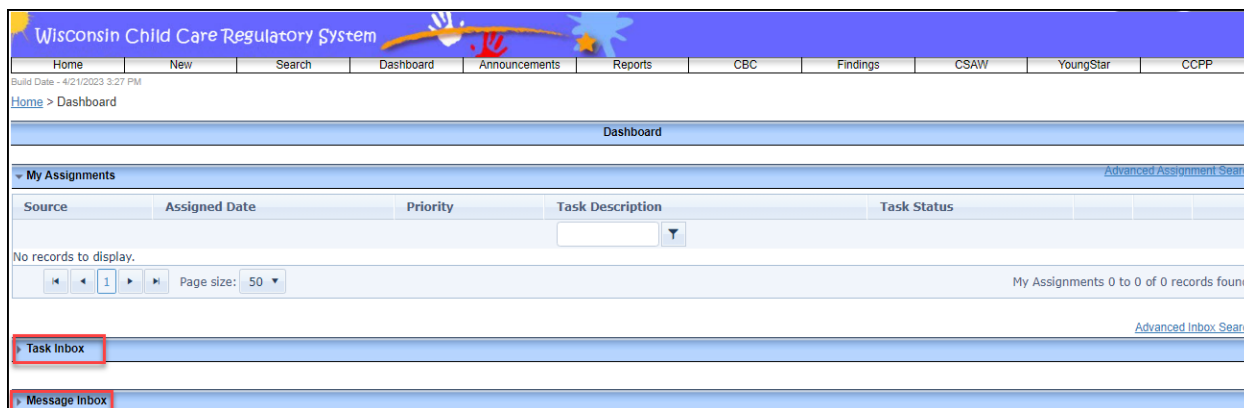 Wisconsin Child Care Regulatory System
Home New Search Dashboard Announcements Reports CBC Findings CSAW YoungStar CCPP
Build Date - 4/21/2023 3:27 PM
Home > Dashboard
Dashboard
My Assignments Advanced Assignment Sear
Source Assigned Date Priority Task Description Task Status
No records to display.
1 Page size: 50 My Assignments 0 to 0 of 0 records foun
Advanced Inbox Sear
Task Inbox
Message Inbox